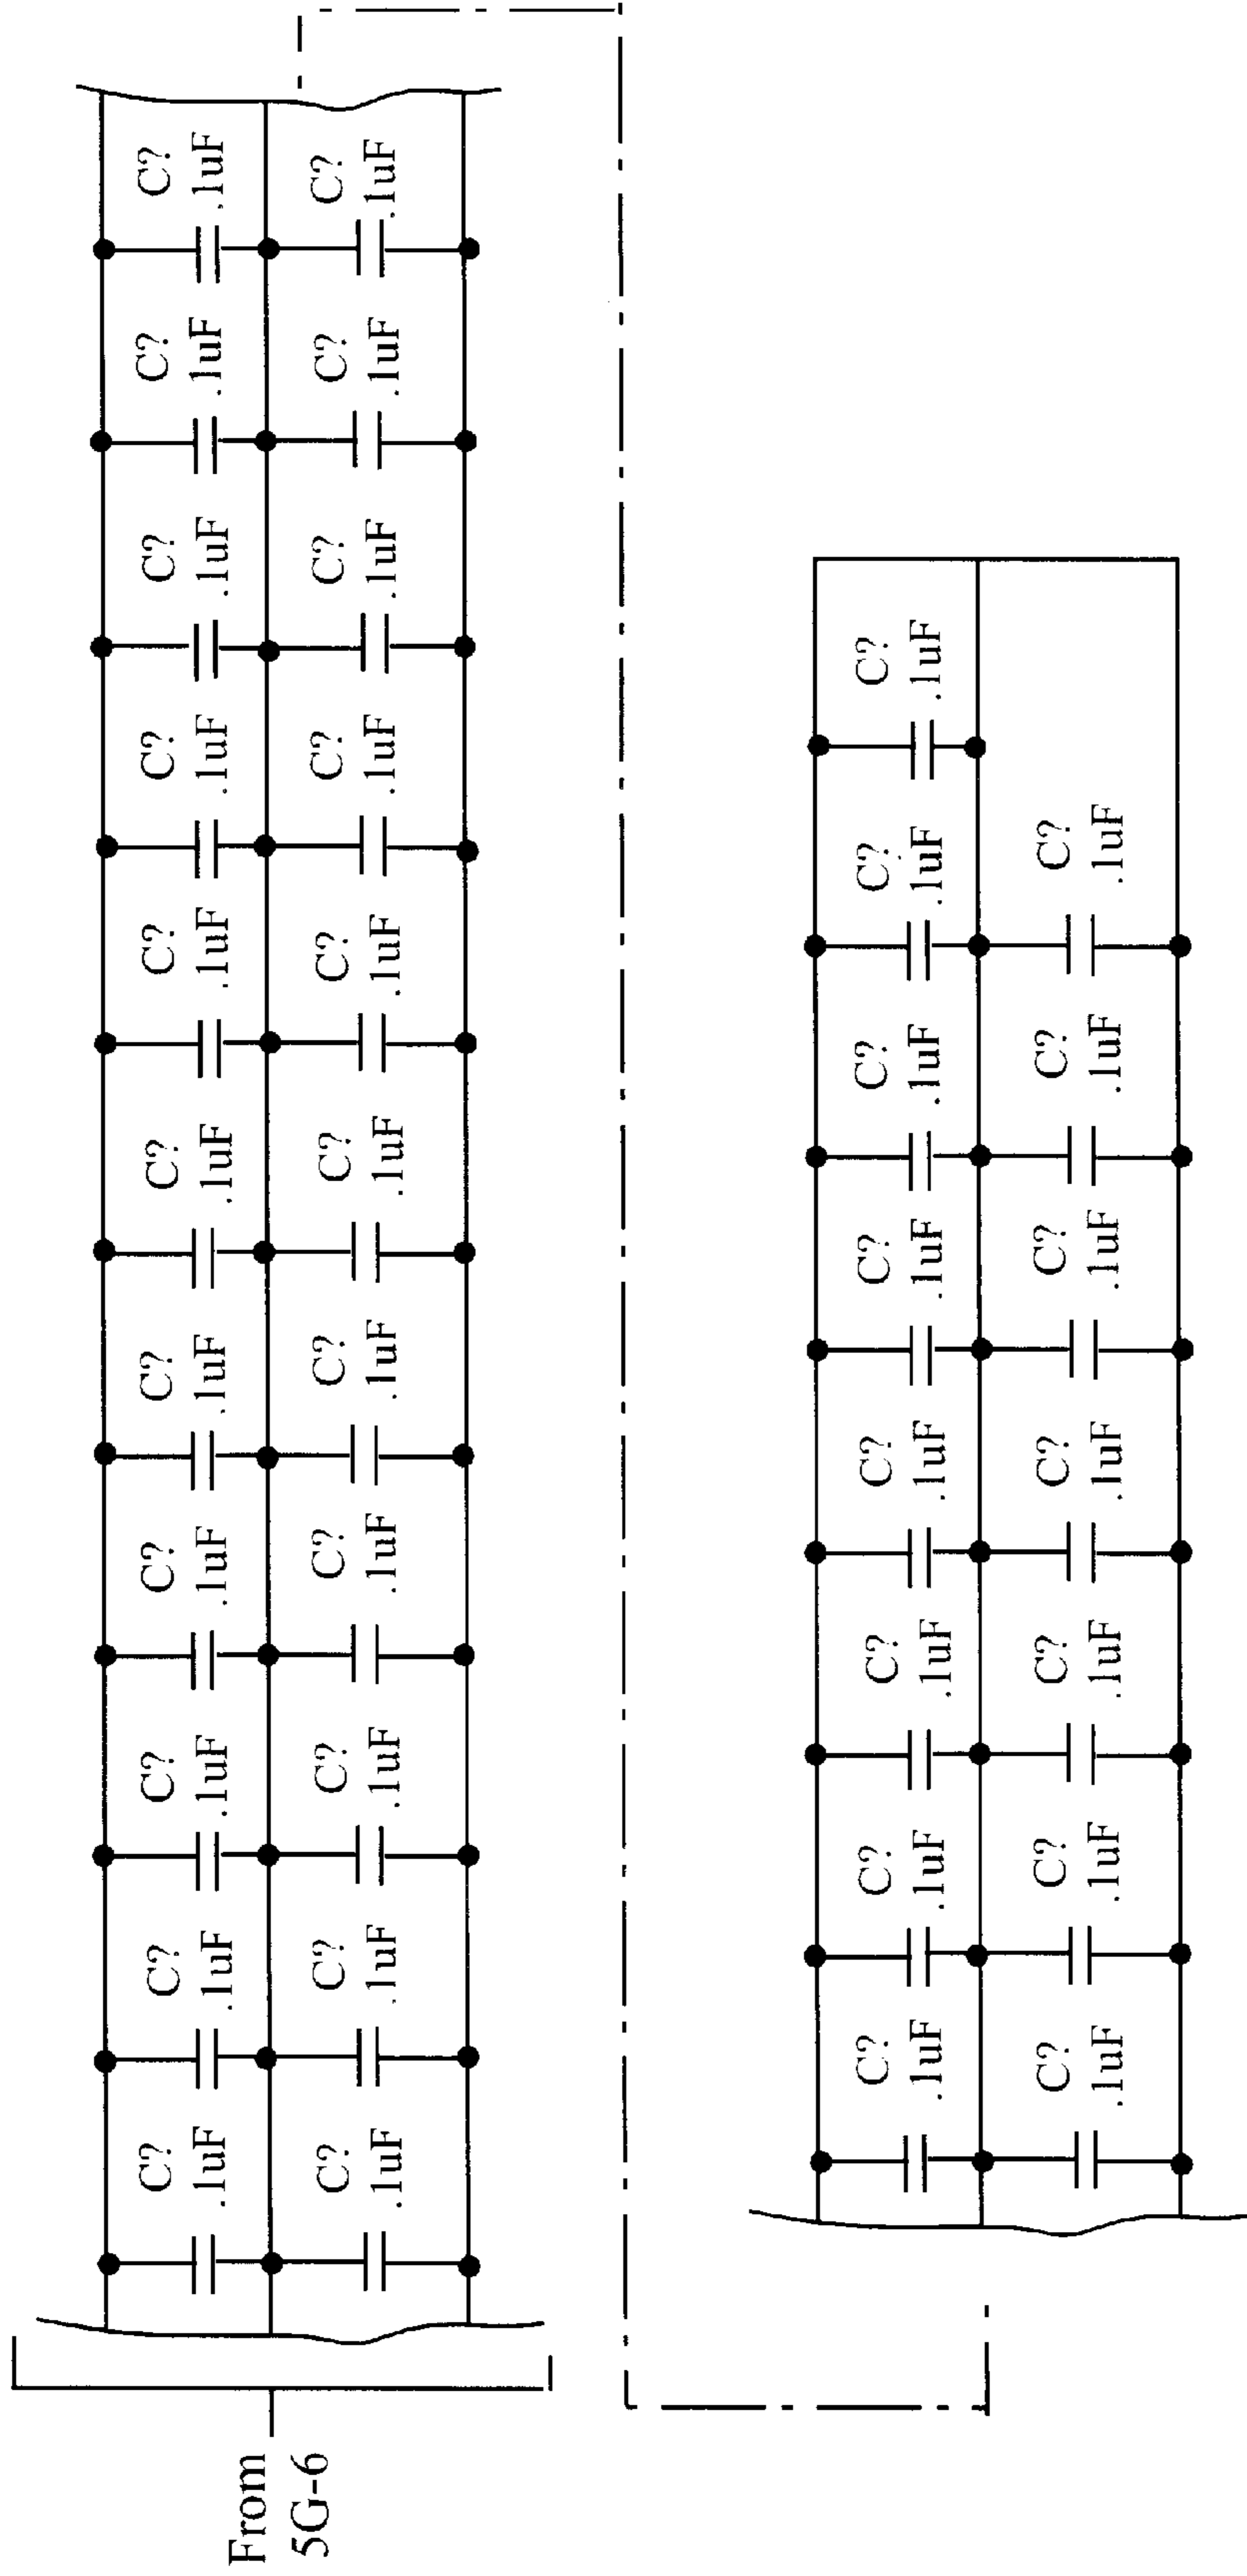 From
5G-6
C? C? C? C? C? C? C? C? C? C? C?
.1uF .1uF .1uF .1uF .1uF .1uF .1uF .1uF .1uF .1uF .1uF
C? C? C? C? C? C? C? C? C? C? C?
.1uF .1uF .1uF .1uF .1uF .1uF .1uF .1uF .1uF .1uF .1uF
C? C? C? C? C? C? C? C?
.1uF .1uF .1uF .1uF .1uF .1uF .1uF .1uF
C? C? C? C? C? C? C?
.1uF .1uF .1uF .1uF .1uF .1uF .1uF